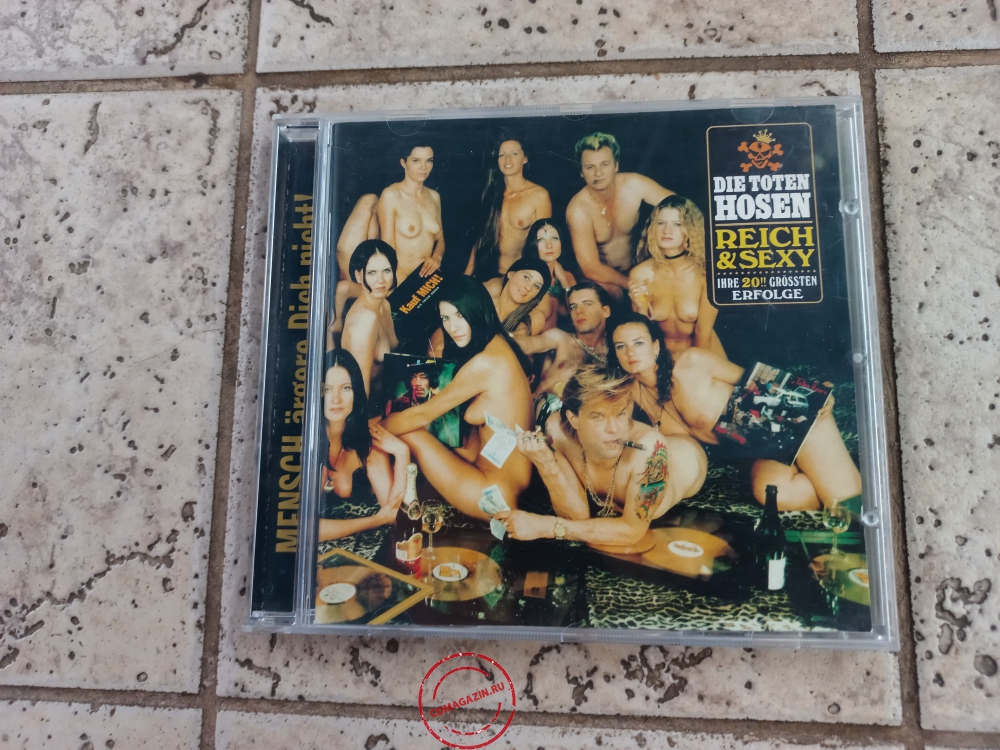 MENSCH ärgere Dich nicht!
DIE TOTEN
HOSEN
REICH
& SEXY
IHRE 20!! GRÖSSTEN
ERFOLGE
Kauf MICH!
CDMAGAZIN.RU